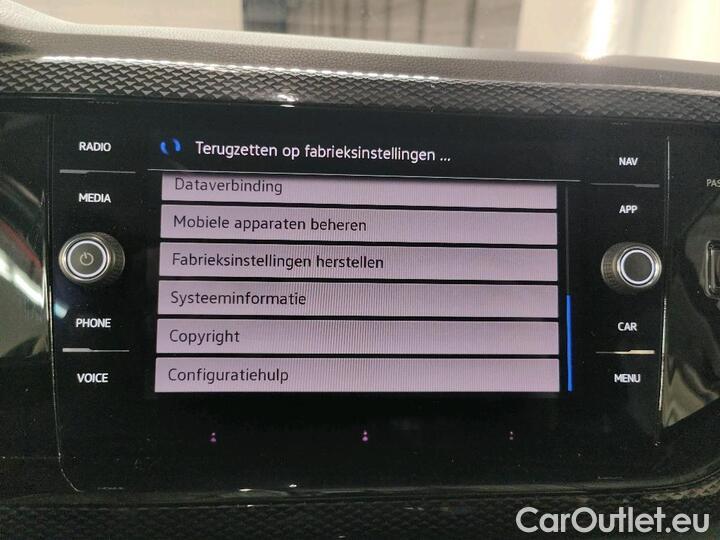 RADIO
MEDIA
PHONE
VOICE
Terugzetten op fabrieksinstellingen ...
Dataverbinding
Mobiele apparaten beheren
Fabrieksinstellingen herstellen
Systeeminformatie
Copyright
Configuratiehulp
NAV
APP
CAR
MENU
PAS
CarOutlet.eu